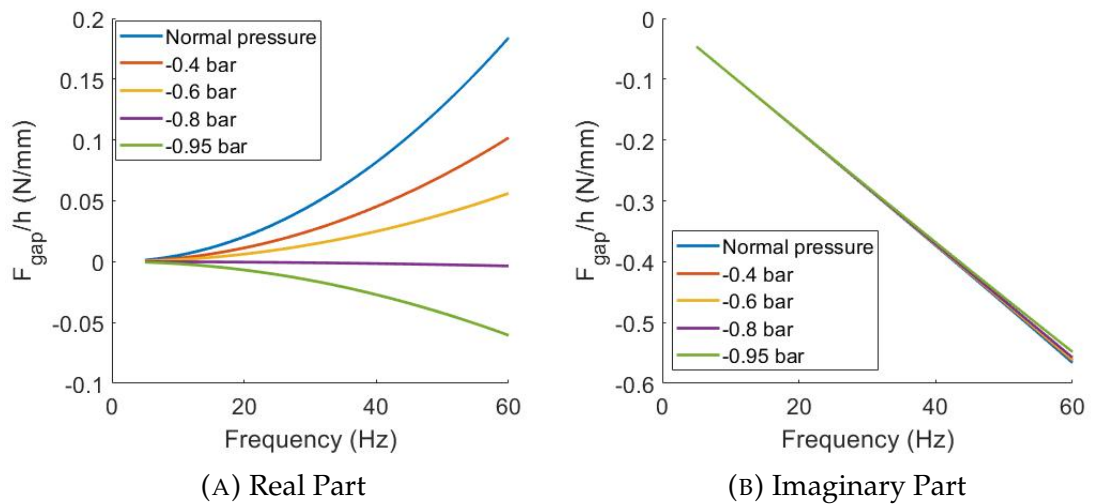 F_gap/h (N/mm)
0.2
0.15
0.1
0.05
0
-0.05
-0.1
Normal pressure
-0.4 bar
-0.6 bar
-0.8 bar
-0.95 bar
0 20 40 60
Frequency (Hz)
(A) Real Part
F_gap/h (N/mm)
0
-0.1
-0.2
-0.3
-0.4
-0.5
-0.6
Normal pressure
-0.4 bar
-0.6 bar
-0.8 bar
-0.95 bar
0 20 40 60
Frequency (Hz)
(B) Imaginary Part